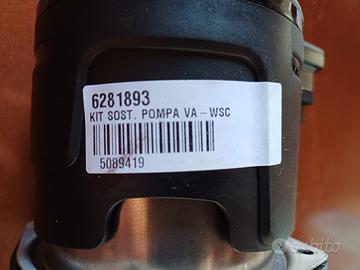 6281893
KIT SOST. POMPA VA-WSC
5089419
subito